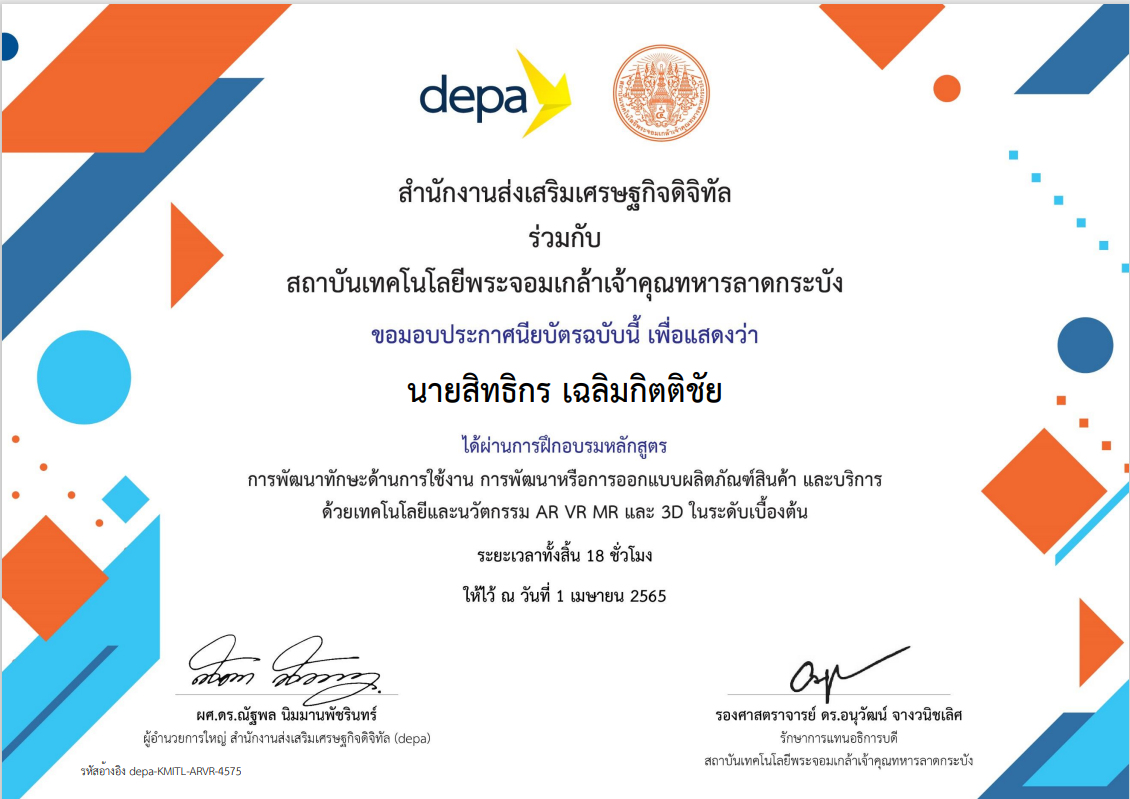 depa
สำนักงานส่งเสริมเศรษฐกิจดิจิทัล
ร่วมกับ
สถาบันเทคโนโลยีพระจอมเกล้าเจ้าคุณทหารลาดกระบัง
ขอมอบประกาศนียบัตรฉบับนี้ เพื่อแสดงว่า
นายสิทธิกร เฉลิมกิตติชัย
ได้ผ่านการฝึกอบรมหลักสูตร
การพัฒนาทักษะด้านการใช้งาน การพัฒนาหรือการออกแบบผลิตภัณฑ์สินค้า และบริการ
ด้วยเทคโนโลยีและนวัตกรรม AR VR MR และ 3D ในระดับเบื้องต้น
ระยะเวลาทั้งสิ้น 18 ชั่วโมง
ให้ไว้ ณ วันที่ 1 เมษายน 2565
ผศ.ดร.ณัฐพล นิมมานพัชรินทร์
ผู้อำนวยการใหญ่ สำนักงานส่งเสริมเศรษฐกิจดิจิทัล (depa)
รหัสอ้างอิง depa-KMITL-ARVR-4575
รองศาสตราจารย์ ดร.อนุวัฒน์ จางวนิชเลิศ
รักษาการแทนอธิการบดี
สถาบันเทคโนโลยีพระจอมเกล้าเจ้าคุณทหารลาดกระบัง